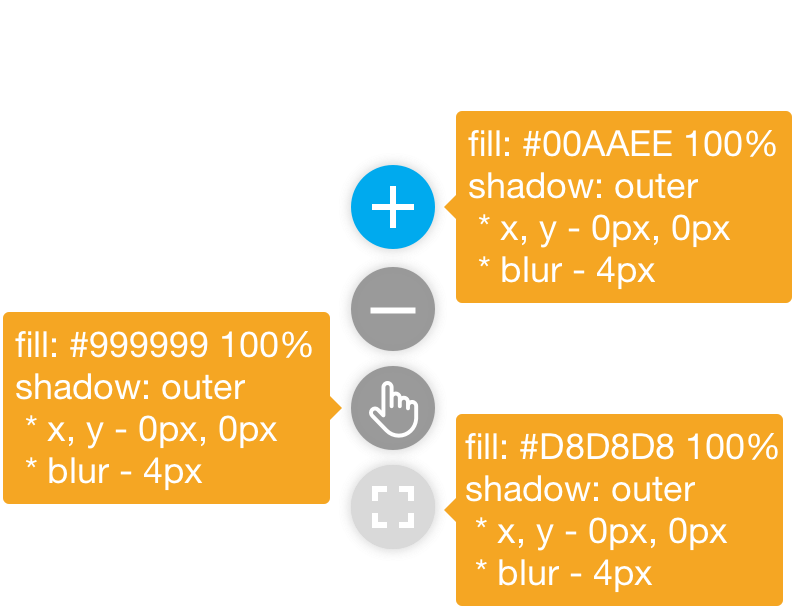 fill: #00AAEE 100%
shadow: outer
* x, y - 0px, 0px
* blur - 4px
fill: #999999 100%
shadow: outer
* x, y - 0px, 0px
* blur - 4px
fill: #D8D8D8 100%
shadow: outer
* x, y - 0px, 0px
* blur - 4px